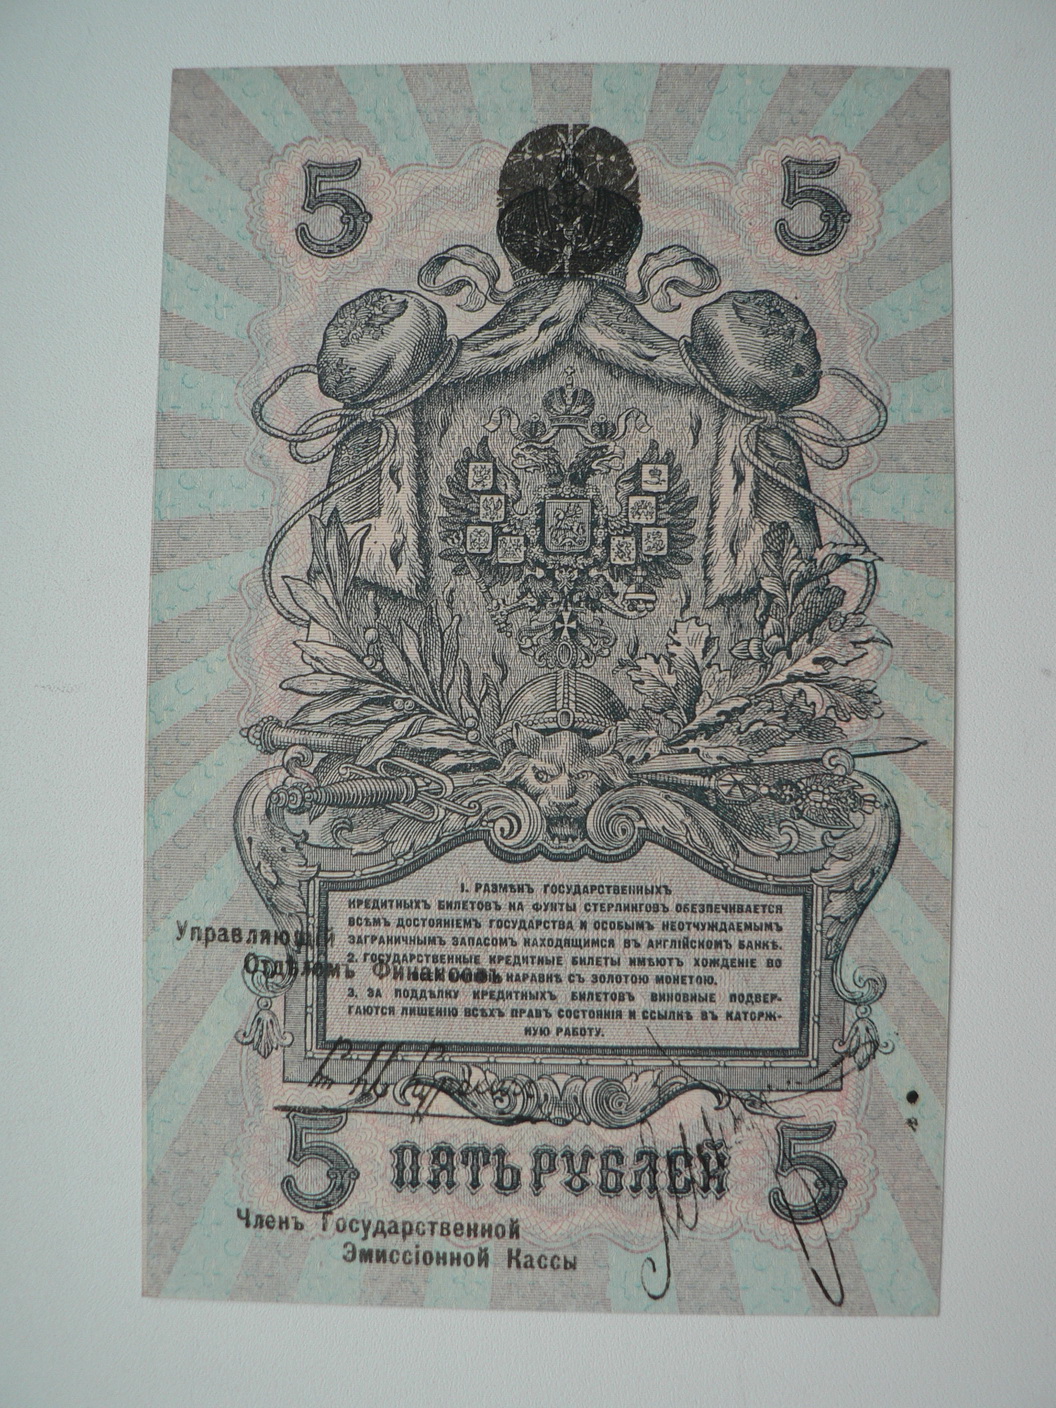 5 5
1. РАЗМѢНЪ ГОСУДАРСТВЕННЫХЪ
КРЕДИТНЫХЪ БИЛЕТОВЪ НА ФУНТЫ СТЕРЛИНГОВЪ ОБЕЗПЕЧИВАЕТСЯ
ВСѢМЪ ДОСТОЯНІЕМЪ ГОСУДАРСТВА И ОСОБЫМЪ НЕОТЧУЖДАЕМЫМЪ
ЗАГРАНИЧНЫМЪ ЗАПАСОМЪ НАХОДЯЩИМСЯ ВЪ АНГЛІЙСКОМЪ БАНКѢ.
2. ГОСУДАРСТВЕННЫЕ КРЕДИТНЫЕ БИЛЕТЫ ИМѢЮТЪ ХОЖДЕНІЕ ВО
НАРАВНѢ СЪ ЗОЛОТОЮ МОНЕТОЮ.
3. ЗА ПОДДѢЛКУ КРЕДИТНЫХЪ БИЛЕТОВЪ ВИНОВНЫЕ ПОДВЕР-
ГАЮТСЯ ЛИШЕНІЮ ВСѢХЪ ПРАВЪ СОСТОЯНІЯ И ССЫЛКѢ ВЪ КАТОРЖ-
НУЮ РАБОТУ.
Управляющій
Отдѣломъ Финансовъ
5 ПЯТЬ РУБЛЕЙ 5
Членъ Государственной
Эмиссіонной Кассы